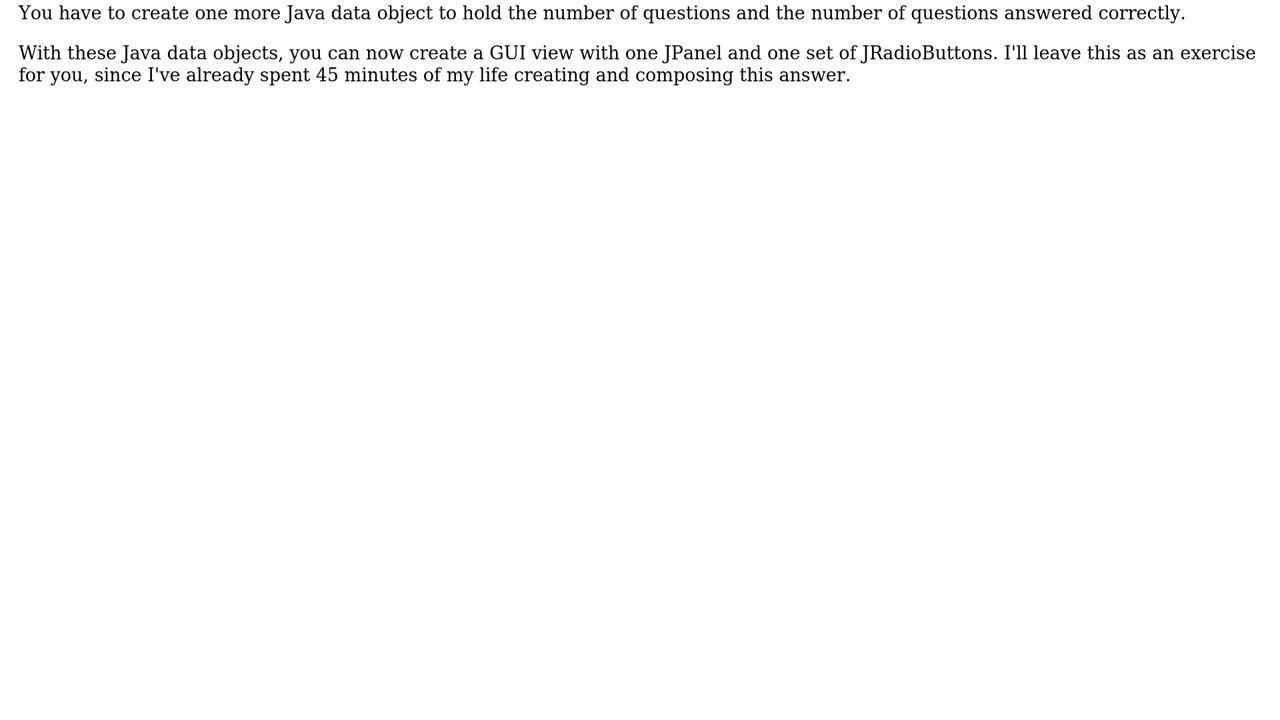 You have to create one more Java data object to hold the number of questions and the number of questions answered correctly.
With these Java data objects, you can now create a GUI view with one JPanel and one set of JRadioButtons. I'll leave this as an exercise
for you, since I've already spent 45 minutes of my life creating and composing this answer.